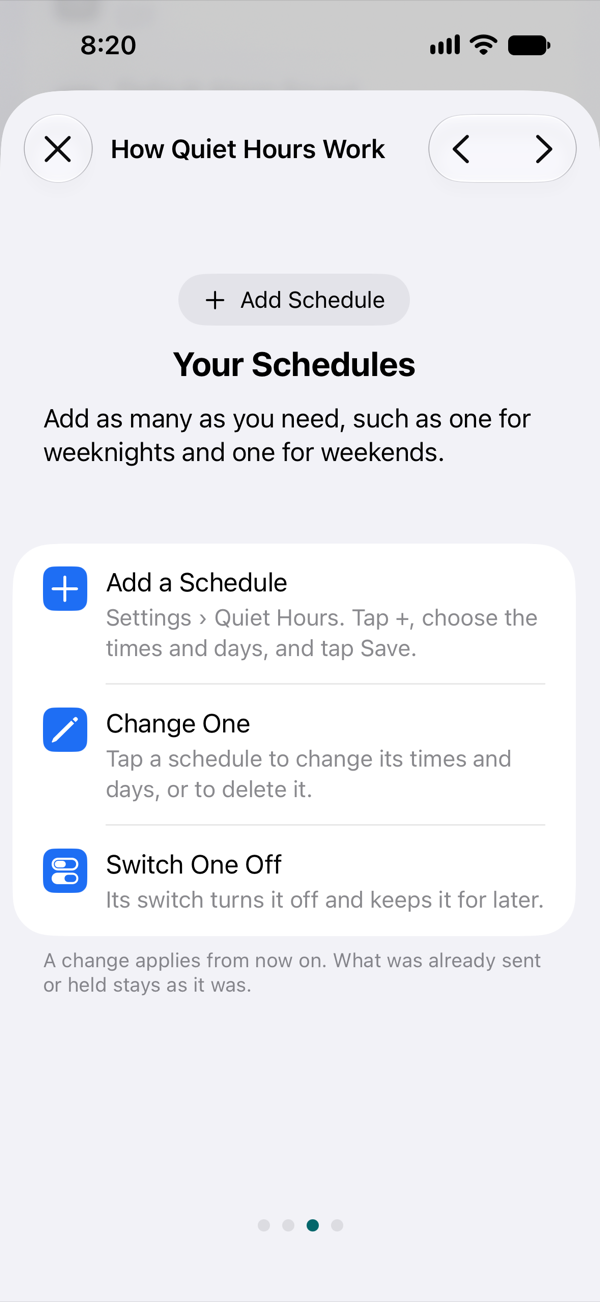 8:20
How Quiet Hours Work
+ Add Schedule
Your Schedules
Add as many as you need, such as one for
weeknights and one for weekends.
Add a Schedule
Settings › Quiet Hours. Tap +, choose the
times and days, and tap Save.
Change One
Tap a schedule to change its times and
days, or to delete it.
Switch One Off
Its switch turns it off and keeps it for later.
A change applies from now on. What was already sent
or held stays as it was.